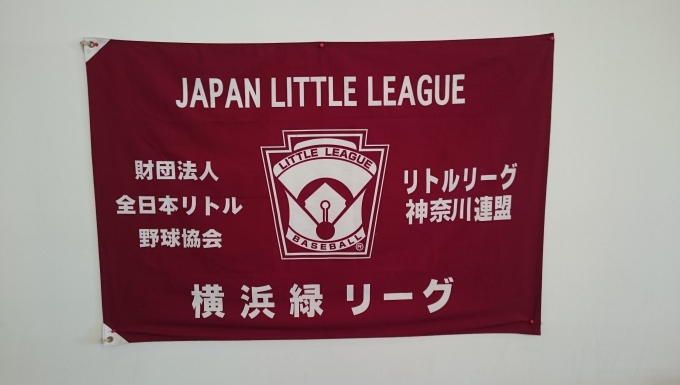 JAPAN LITTLE LEAGUE
財団法人
全日本リトル
野球協会
LITTLE LEAGUE
BASEBALL
®
リトルリーグ
神奈川連盟
横浜緑リーグ